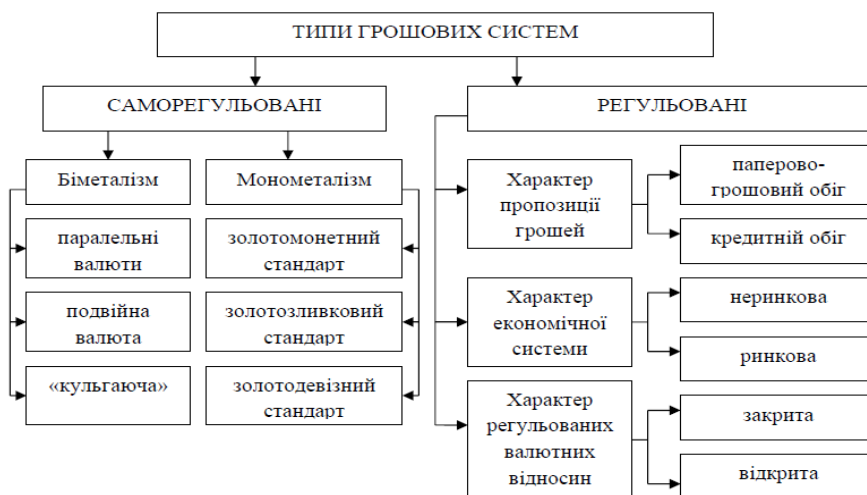 ТИПИ ГРОШОВИХ СИСТЕМ
САМОРЕГУЛЬОВАНІ
РЕГУЛЬОВАНІ
Біметалізм
паралельні
валюти
подвійна
валюта
«кульгаюча»
Монометалізм
золотомонетний
стандарт
золотозливковий
стандарт
золотодевізний
стандарт
Характер
пропозиції
грошей
паперово-
грошовий обіг
кредитній обіг
Характер
економічної
системи
неринкова
ринкова
Характер
регульованих
валютних
відносин
закрита
відкрита